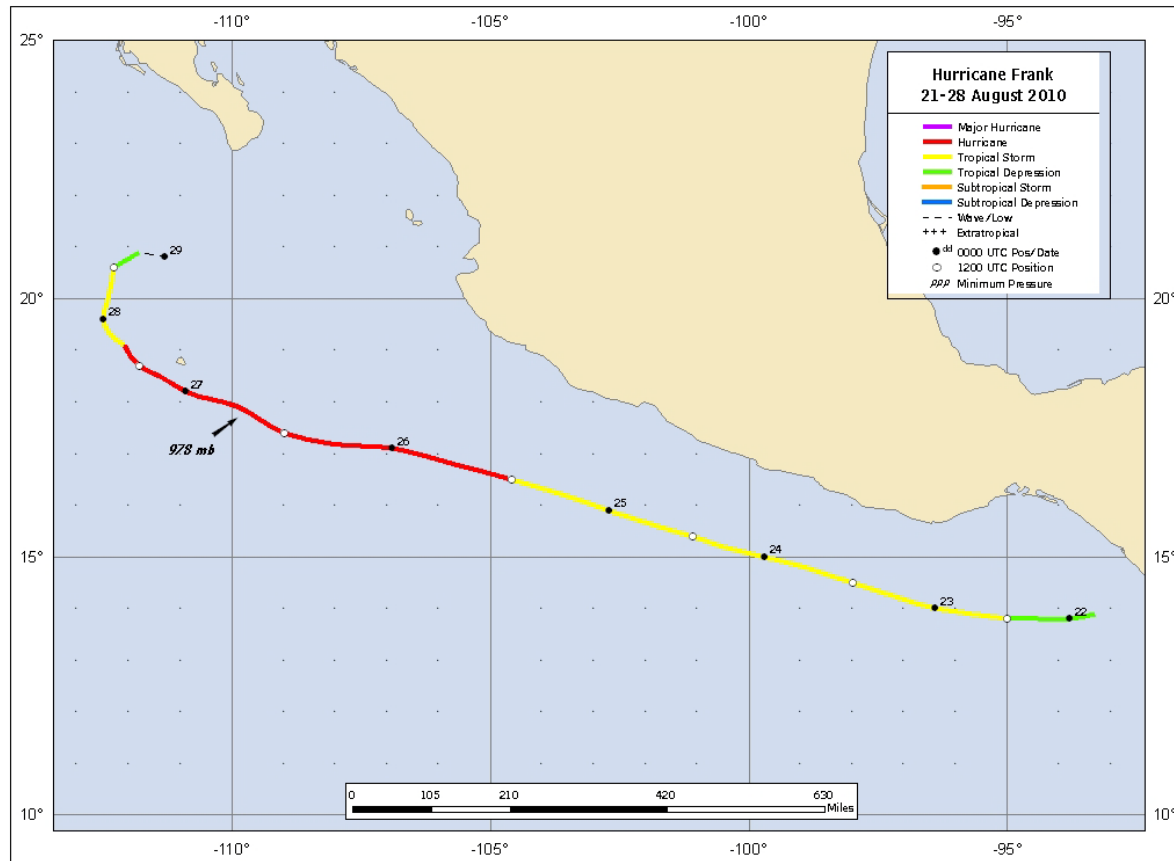 -110° -105° -100° -95°
25° 25°
Hurricane Frank
21-28 August 2010
Major Hurricane
Hurricane
Tropical Storm
Tropical Depression
Subtropical Storm
Subtropical Depression
Wave/Low
+++ Extratropical
dd 0000 UTC Pos/Date
1200 UTC Position
PPP Minimum Pressure
29
20° 20°
28
27
978 mb
26
25
24
15° 15°
23
22
0 105 210 420 630
Miles
10° 10°
-110° -105° -100° -95°